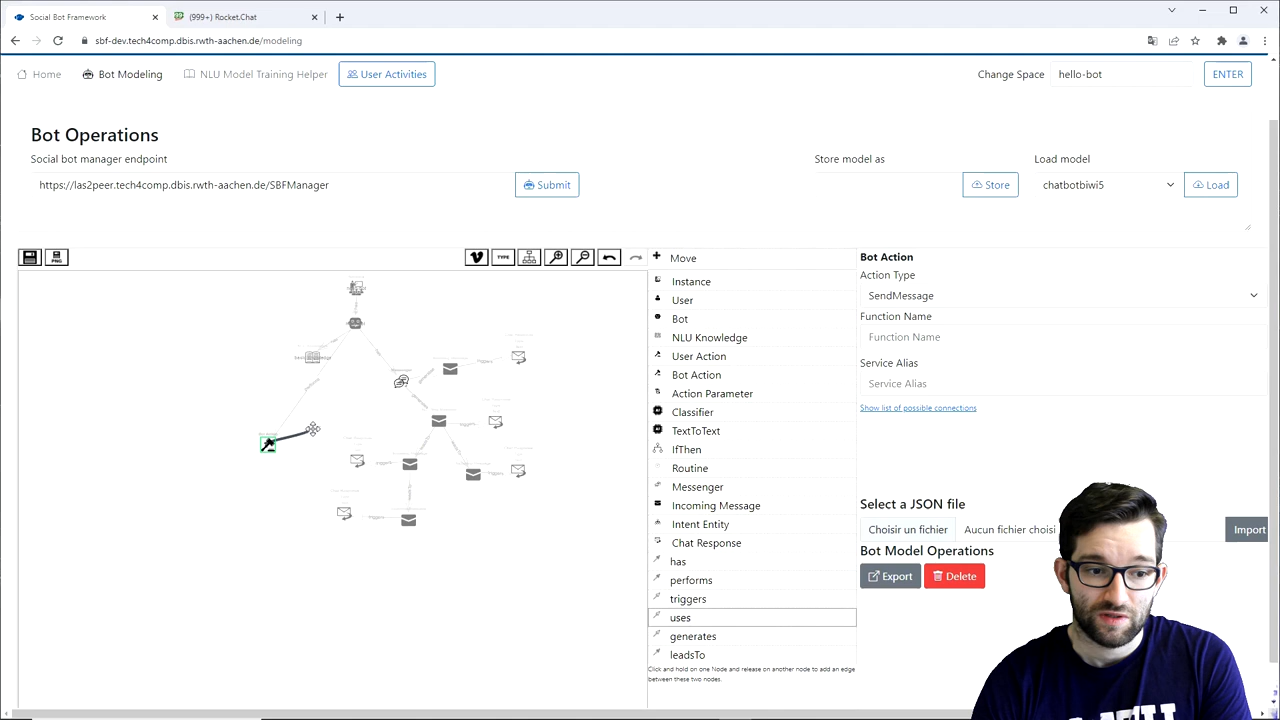 Social Bot Framework
(999+) Rocket.Chat
sbf-dev.tech4comp.dbis.rwth-aachen.de/modeling
Home
Bot Modeling
NLU Model Training Helper
User Activities
Change Space
hello-bot
ENTER
Bot Operations
Social bot manager endpoint
Store model as
Load model
https://las2peer.tech4comp.dbis.rwth-aachen.de/SBFManager
Submit
Store
chatbotbiwi5
Load
PNG
TYPE
Move
Instance
User
Bot
NLU Knowledge
User Action
Bot Action
Action Parameter
Classifier
TextToText
IfThen
Routine
Messenger
Incoming Message
Intent Entity
Chat Response
has
performs
triggers
uses
generates
leadsTo
Click and hold on one Node and release on another node to add an edge
between these two nodes.
Bot Action
Action Type
SendMessage
Function Name
Function Name
Service Alias
Service Alias
Show list of possible connections
Select a JSON file
Choisir un fichier
Aucun fichier choisi
Import
Bot Model Operations
Export
Delete